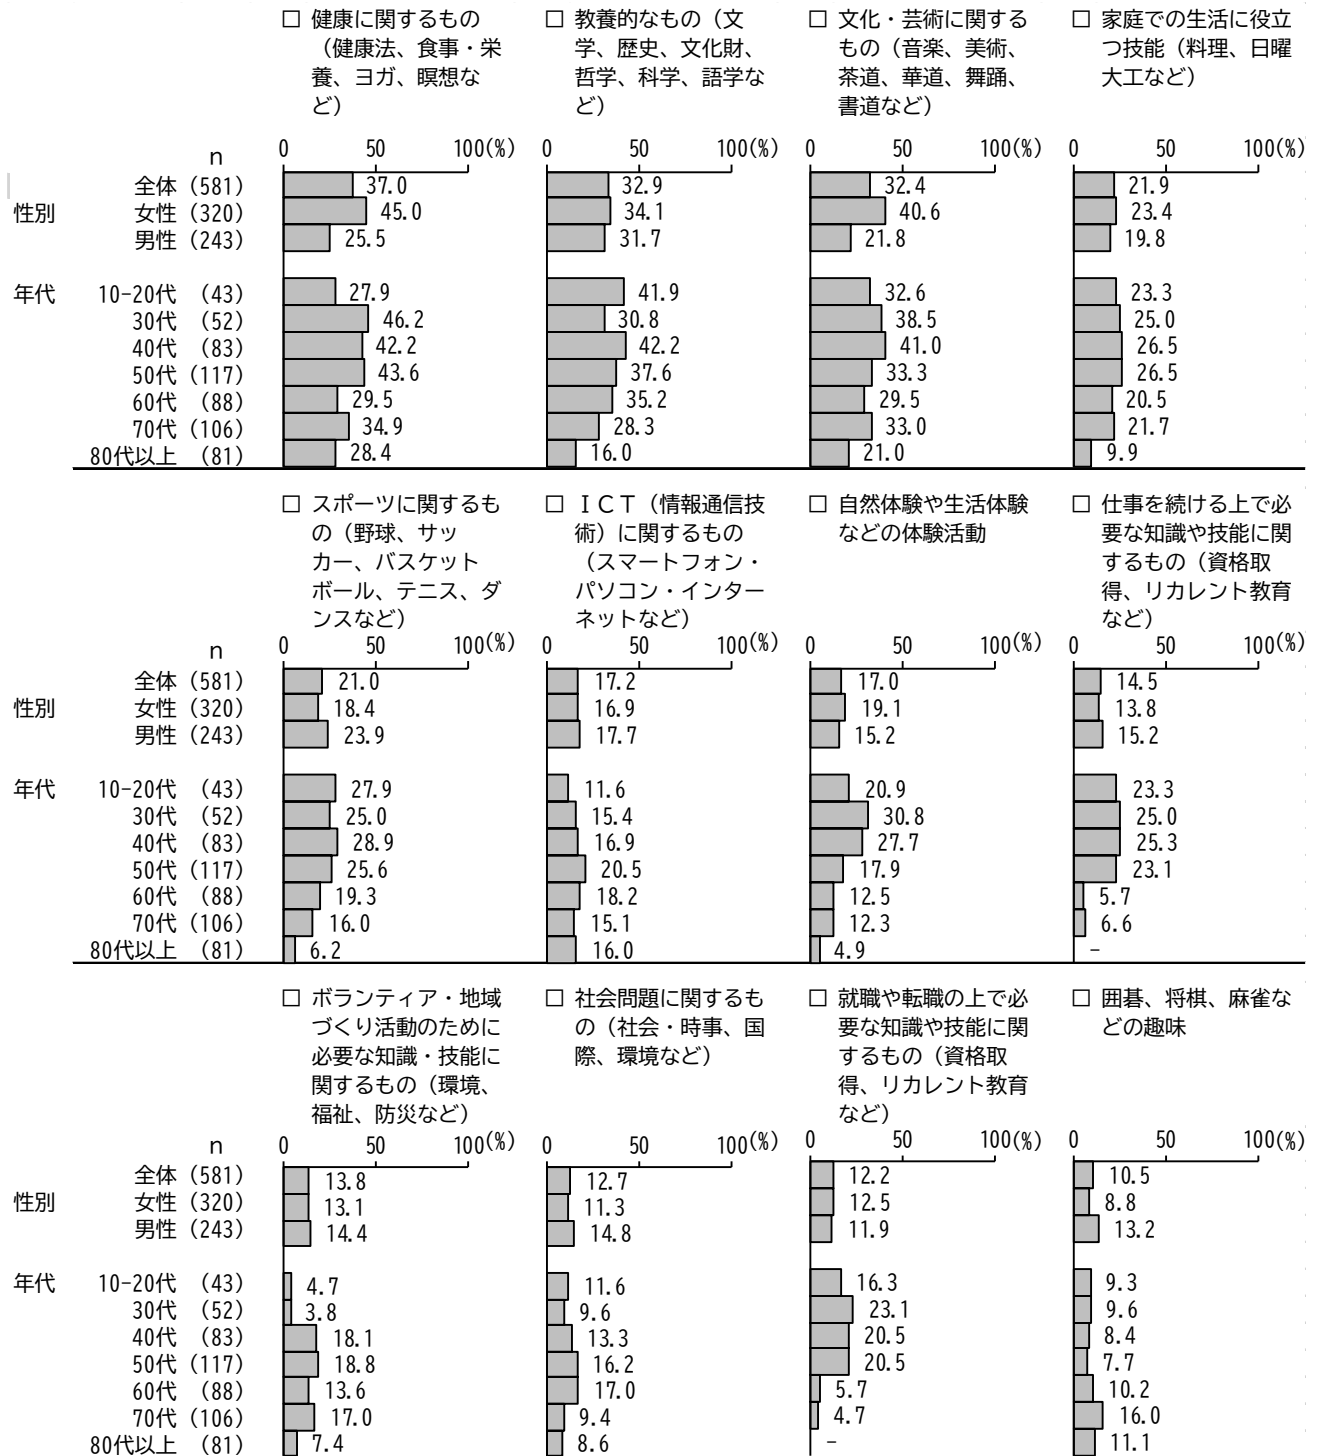 □ 健康に関するもの □ 教養的なもの（文 □ 文化・芸術に関する □ 家庭での生活に役立
（健康法、食事・栄 学、歴史、文化財、 もの（音楽、美術、 つ技能（料理、日曜
養、ヨガ、瞑想な 哲学、科学、語学な 茶道、華道、舞踊、 大工など）
ど） ど） 書道など）
n 0 50 100(%) 0 50 100(%) 0 50 100(%) 0 50 100(%)
全体 (581) 37.0 32.9 32.4 21.9
性別 女性 (320) 45.0 34.1 40.6 23.4
男性 (243) 25.5 31.7 21.8 19.8
年代 10-20代 (43) 27.9 41.9 32.6 23.3
30代 (52) 46.2 30.8 38.5 25.0
40代 (83) 42.2 42.2 41.0 26.5
50代 (117) 43.6 37.6 33.3 26.5
60代 (88) 29.5 35.2 29.5 20.5
70代 (106) 34.9 28.3 33.0 21.7
80代以上 (81) 28.4 16.0 21.0 9.9
□ スポーツに関するも □ ＩＣＴ（情報通信技 □ 自然体験や生活体験 □ 仕事を続ける上で必
の（野球、サッ 術）に関するもの などの体験活動 要な知識や技能に関
カー、バスケット （スマートフォン・ するもの（資格取
ボール、テニス、ダ パソコン・インター 得、リカレント教育
ンスなど） ネットなど） など）
n 0 50 100(%) 0 50 100(%) 0 50 100(%) 0 50 100(%)
全体 (581) 21.0 17.2 17.0 14.5
性別 女性 (320) 18.4 16.9 19.1 13.8
男性 (243) 23.9 17.7 15.2 15.2
年代 10-20代 (43) 27.9 11.6 20.9 23.3
30代 (52) 25.0 15.4 30.8 25.0
40代 (83) 28.9 16.9 27.7 25.3
50代 (117) 25.6 20.5 17.9 23.1
60代 (88) 19.3 18.2 12.5 5.7
70代 (106) 16.0 15.1 12.3 6.6
80代以上 (81) 6.2 16.0 4.9 -
□ ボランティア・地域 □ 社会問題に関するも □ 就職や転職の上で必 □ 囲碁、将棋、麻雀な
づくり活動のために の（社会・時事、国 要な知識や技能に関 どの趣味
必要な知識・技能に 際、環境など） するもの（資格取
関するもの（環境、 得、リカレント教育
福祉、防災など） など）
n 0 50 100(%) 0 50 100(%) 0 50 100(%) 0 50 100(%)
全体 (581) 13.8 12.7 12.2 10.5
性別 女性 (320) 13.1 11.3 12.5 8.8
男性 (243) 14.4 14.8 11.9 13.2
年代 10-20代 (43) 4.7 11.6 16.3 9.3
30代 (52) 3.8 9.6 23.1 9.6
40代 (83) 18.1 13.3 20.5 8.4
50代 (117) 18.8 16.2 20.5 7.7
60代 (88) 13.6 17.0 5.7 10.2
70代 (106) 17.0 9.4 4.7 16.0
80代以上 (81) 7.4 8.6 - 11.1